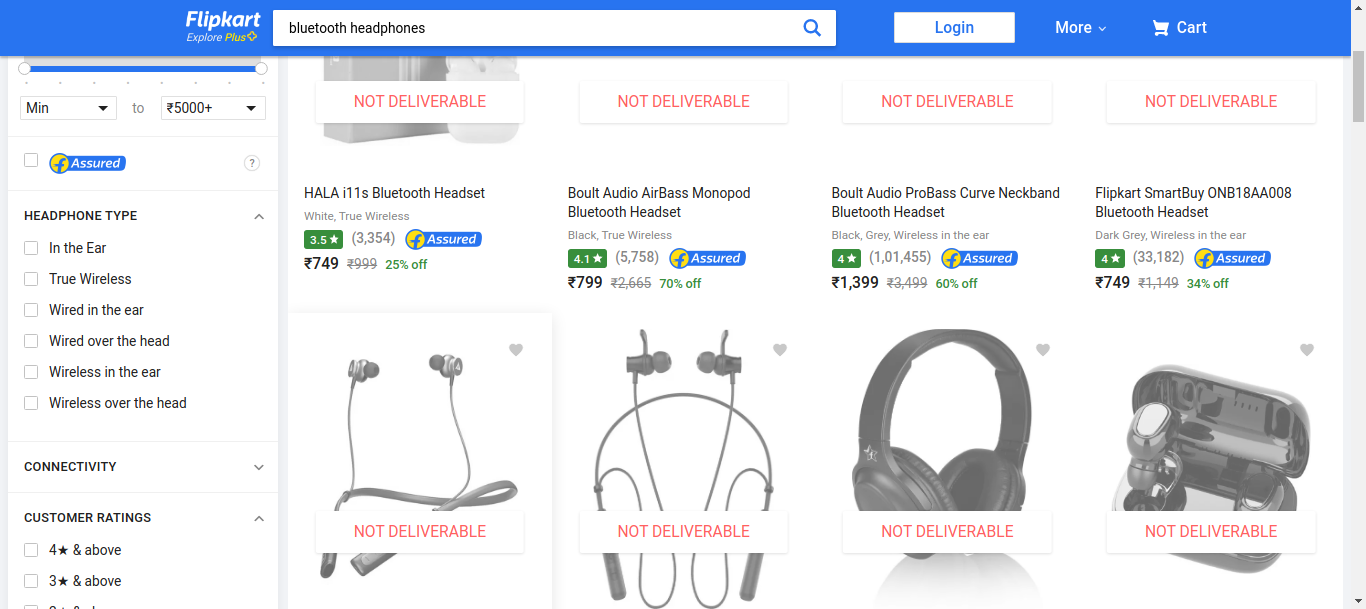 Flipkart
Explore Plus
bluetooth headphones
Login
More
Cart
Min to ₹5000+
Assured
?
HEADPHONE TYPE
In the Ear
True Wireless
Wired in the ear
Wired over the head
Wireless in the ear
Wireless over the head
CONNECTIVITY
CUSTOMER RATINGS
4★ & above
3★ & above
NOT DELIVERABLE
HALA i11s Bluetooth Headset
White, True Wireless
3.5★ (3,354) Assured
₹749 ₹999 25% off
NOT DELIVERABLE
Boult Audio AirBass Monopod
Bluetooth Headset
Black, True Wireless
4.1★ (5,758) Assured
₹799 ₹2,665 70% off
NOT DELIVERABLE
Boult Audio ProBass Curve Neckband
Bluetooth Headset
Black, Grey, Wireless in the ear
4★ (1,01,455) Assured
₹1,399 ₹3,499 60% off
NOT DELIVERABLE
Flipkart SmartBuy ONB18AA008
Bluetooth Headset
Dark Grey, Wireless in the ear
4★ (33,182) Assured
₹749 ₹1,149 34% off
NOT DELIVERABLE
NOT DELIVERABLE
NOT DELIVERABLE
NOT DELIVERABLE